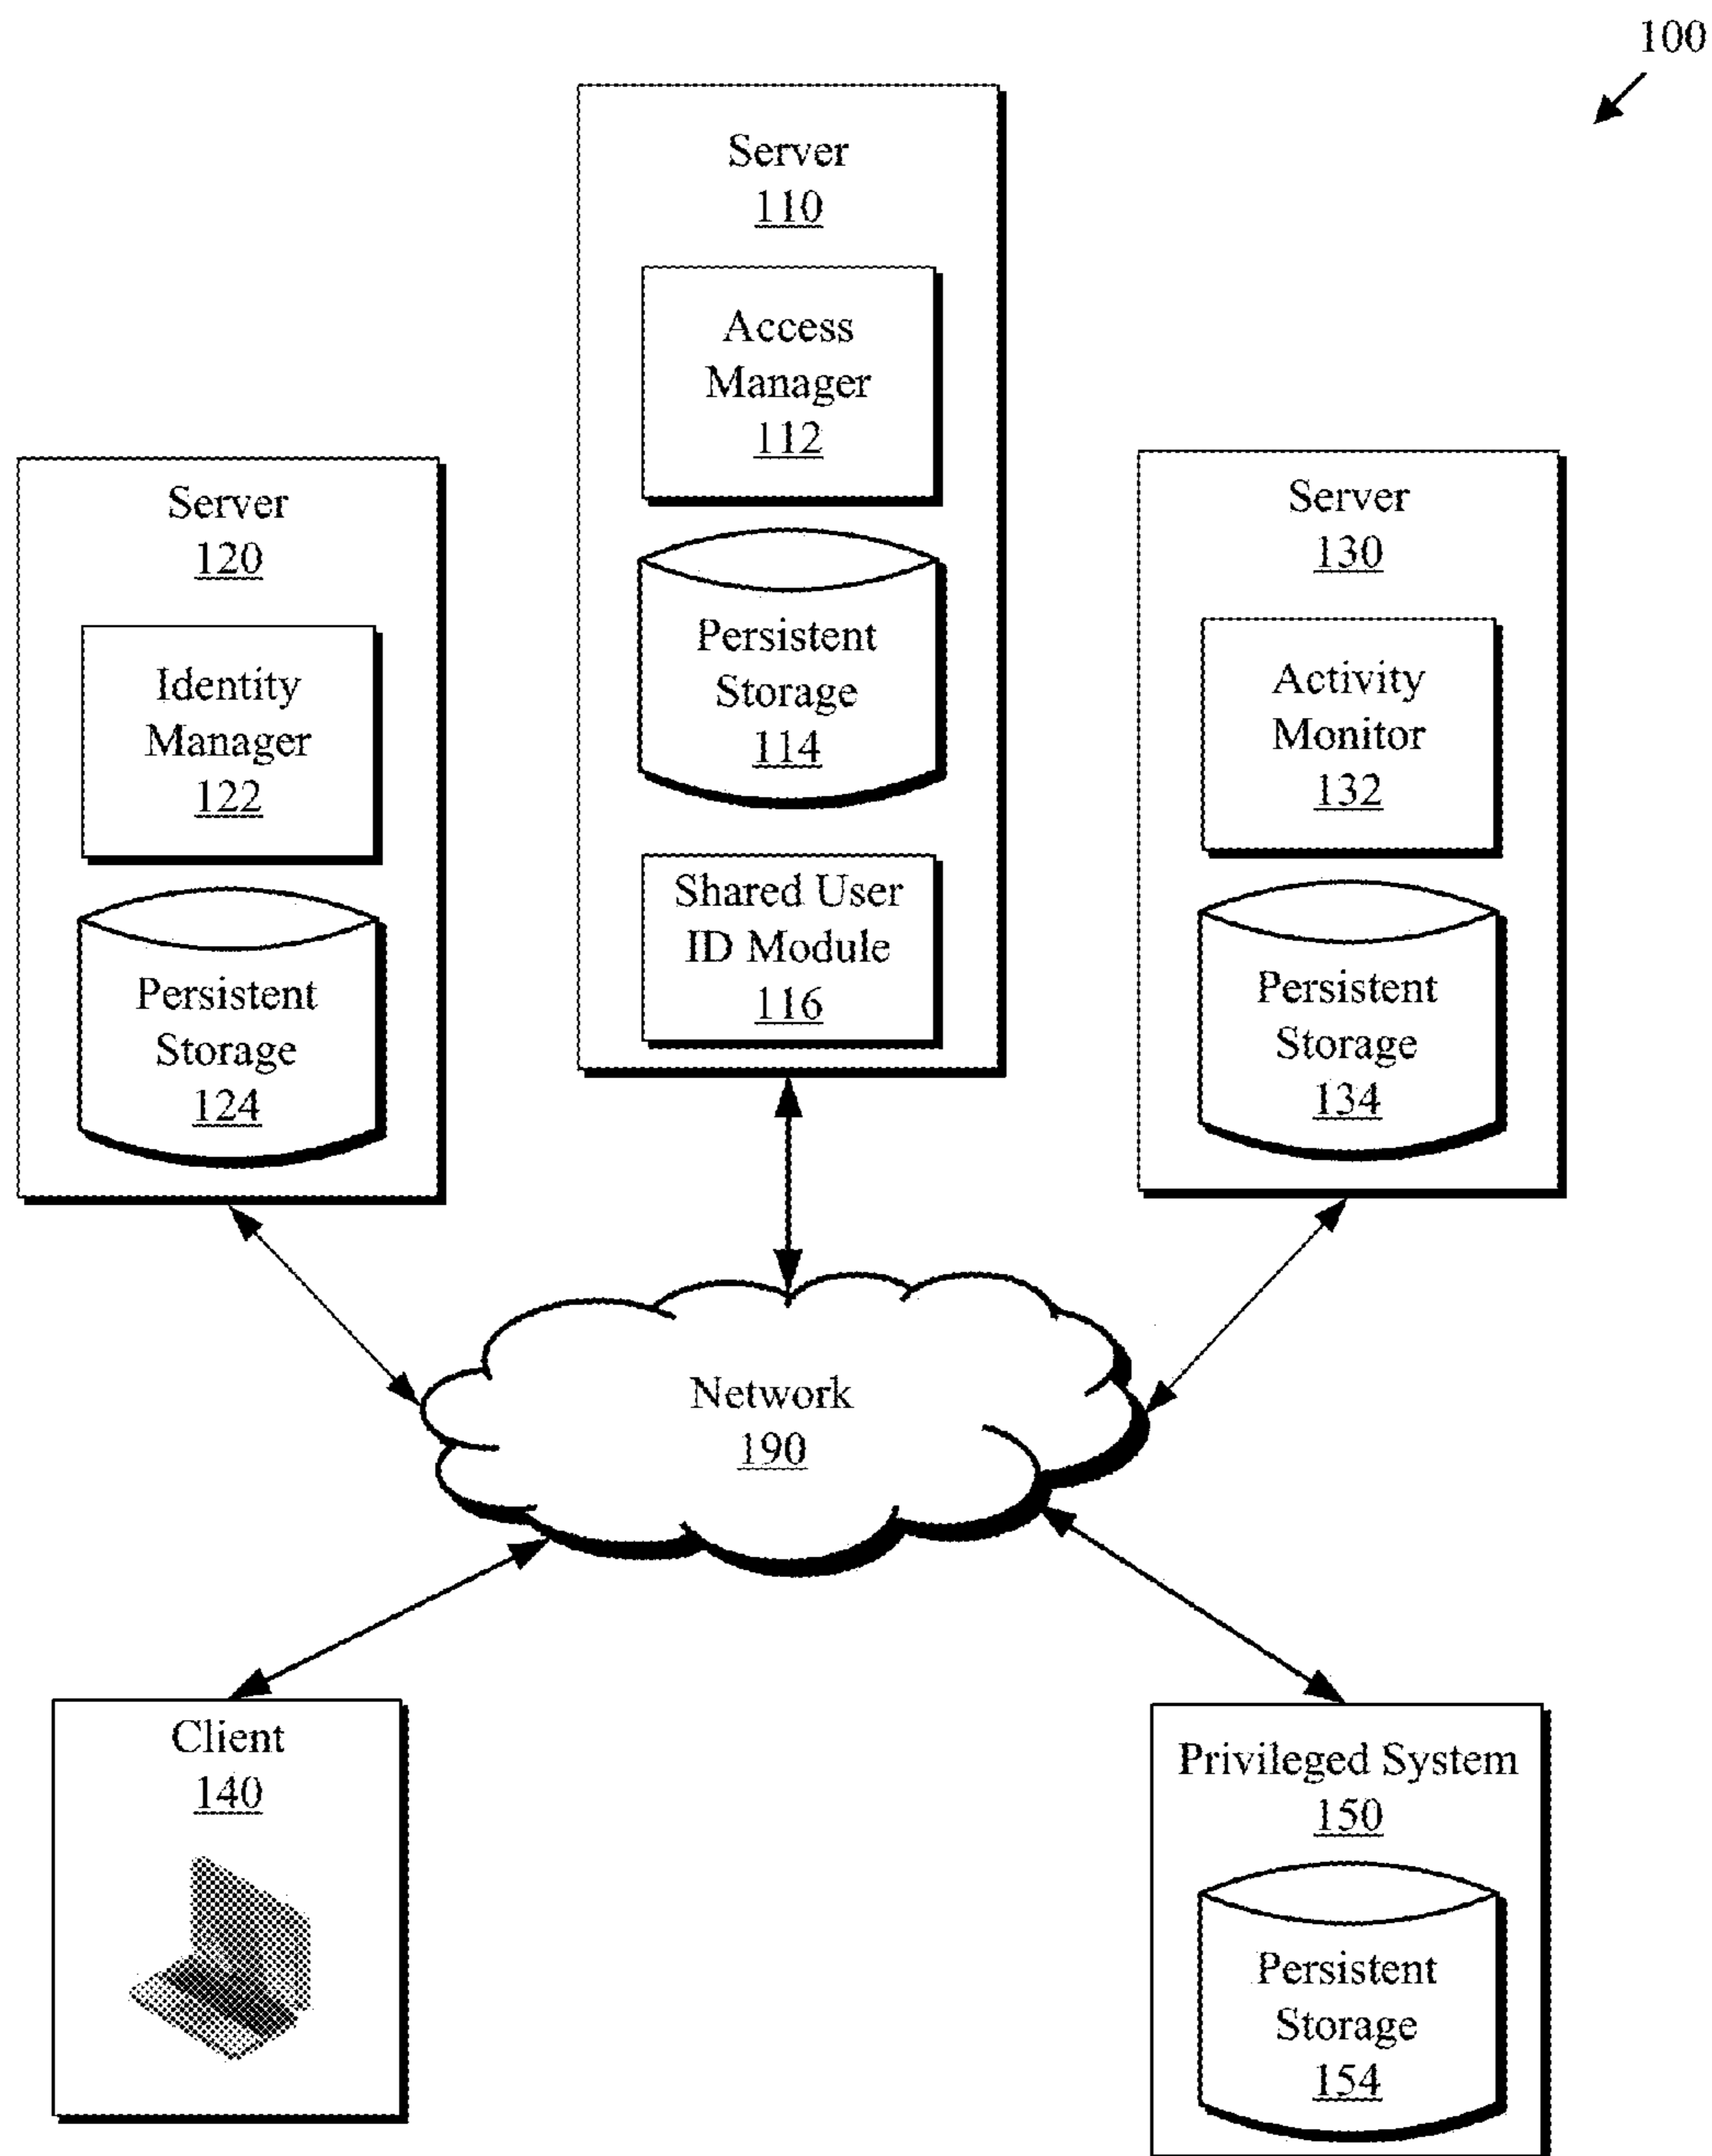 100
Server
110
Access
Manager
112
Persistent
Storage
114
Shared User
ID Module
116
Server
120
Identity
Manager
122
Persistent
Storage
124
Server
130
Activity
Monitor
132
Persistent
Storage
134
Network
190
Client
140
Privileged System
150
Persistent
Storage
154